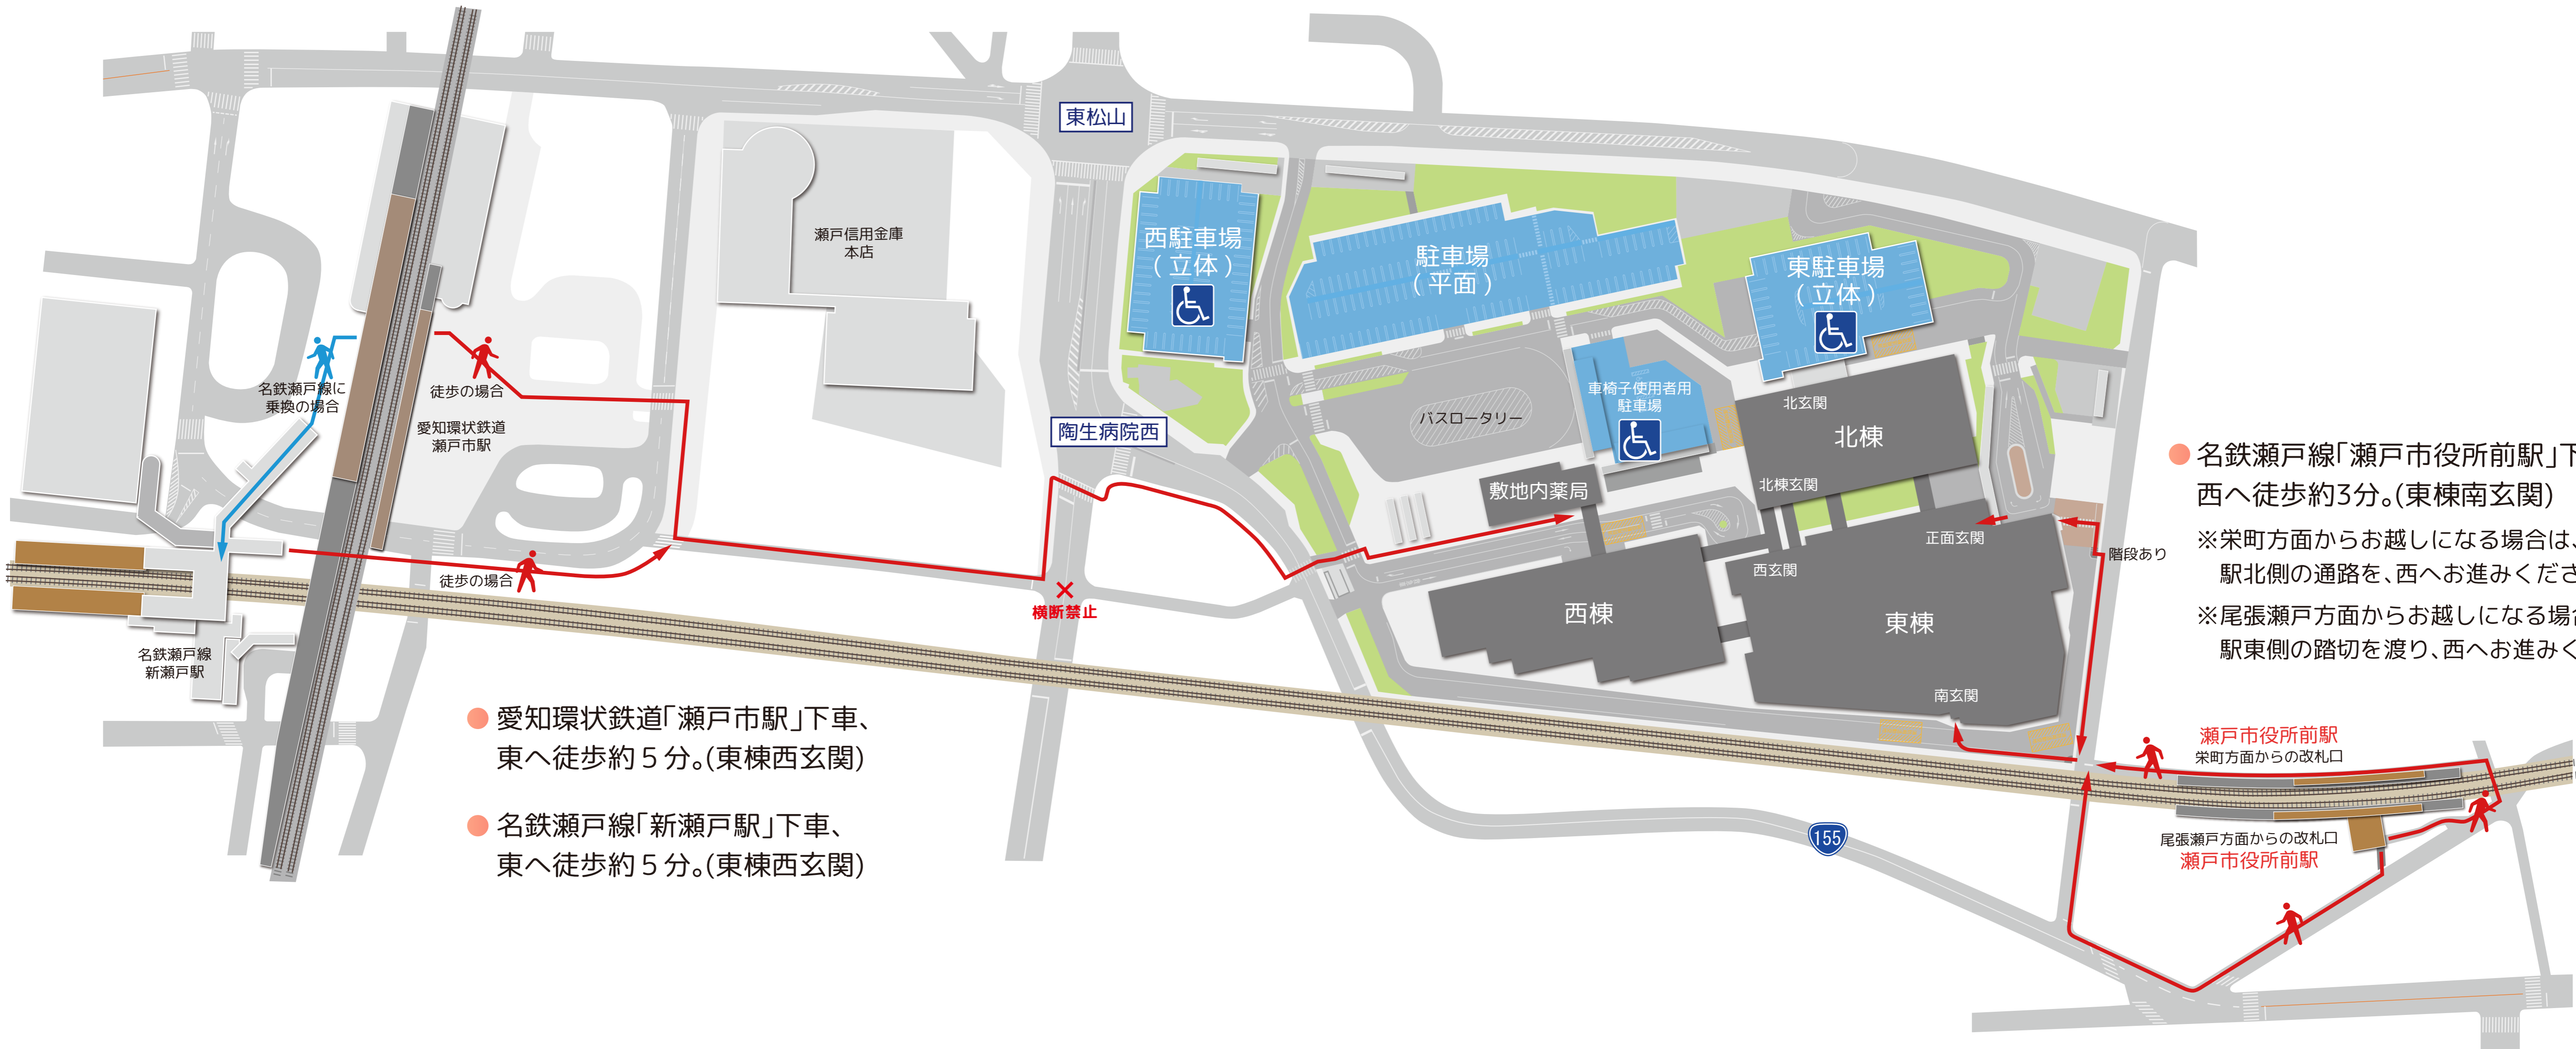 東松山
瀬戸信用金庫
本店
西駐車場
(立体)
駐車場
(平面)
東駐車場
(立体)
名鉄瀬戸線に
乗換の場合
徒歩の場合
愛知環状鉄道
瀬戸市駅
陶生病院西
バスロータリー
車椅子使用者用
駐車場
北玄関
北棟
北棟玄関
敷地内薬局
正面玄関
西玄関
西棟
東棟
南玄関
階段あり
徒歩の場合
横断禁止
名鉄瀬戸線
新瀬戸駅
愛知環状鉄道「瀬戸市駅」下車、
東へ徒歩約5分。(東棟西玄関)
名鉄瀬戸線「新瀬戸駅」下車、
東へ徒歩約5分。(東棟西玄関)
名鉄瀬戸線「瀬戸市役所前駅」下
西へ徒歩約3分。(東棟南玄関)
※栄町方面からお越しになる場合は、
駅北側の通路を、西へお進みくださ
※尾張瀬戸方面からお越しになる場合
駅東側の踏切を渡り、西へお進みく
瀬戸市役所前駅
栄町方面からの改札口
尾張瀬戸方面からの改札口
瀬戸市役所前駅
155